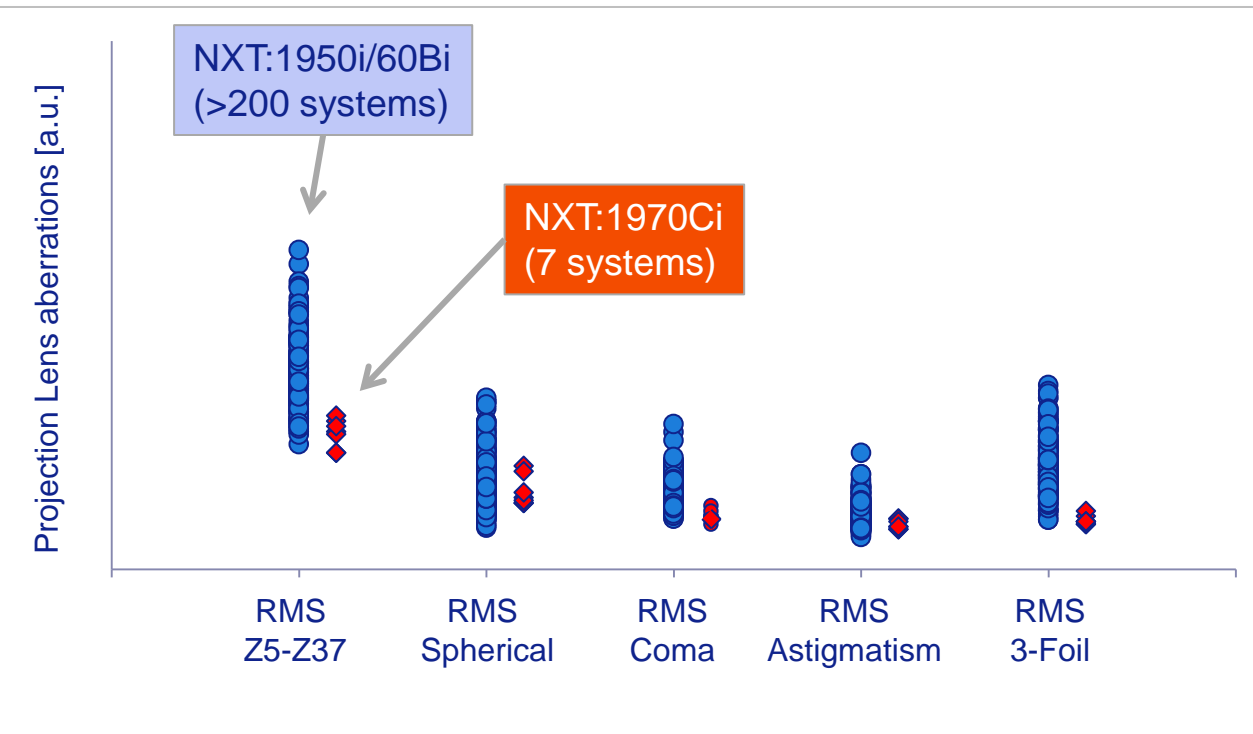 Projection Lens aberrations [a.u.]
NXT:1950i/60Bi
(>200 systems)
NXT:1970Ci
(7 systems)
RMS
Z5-Z37
RMS
Spherical
RMS
Coma
RMS
Astigmatism
RMS
3-Foil